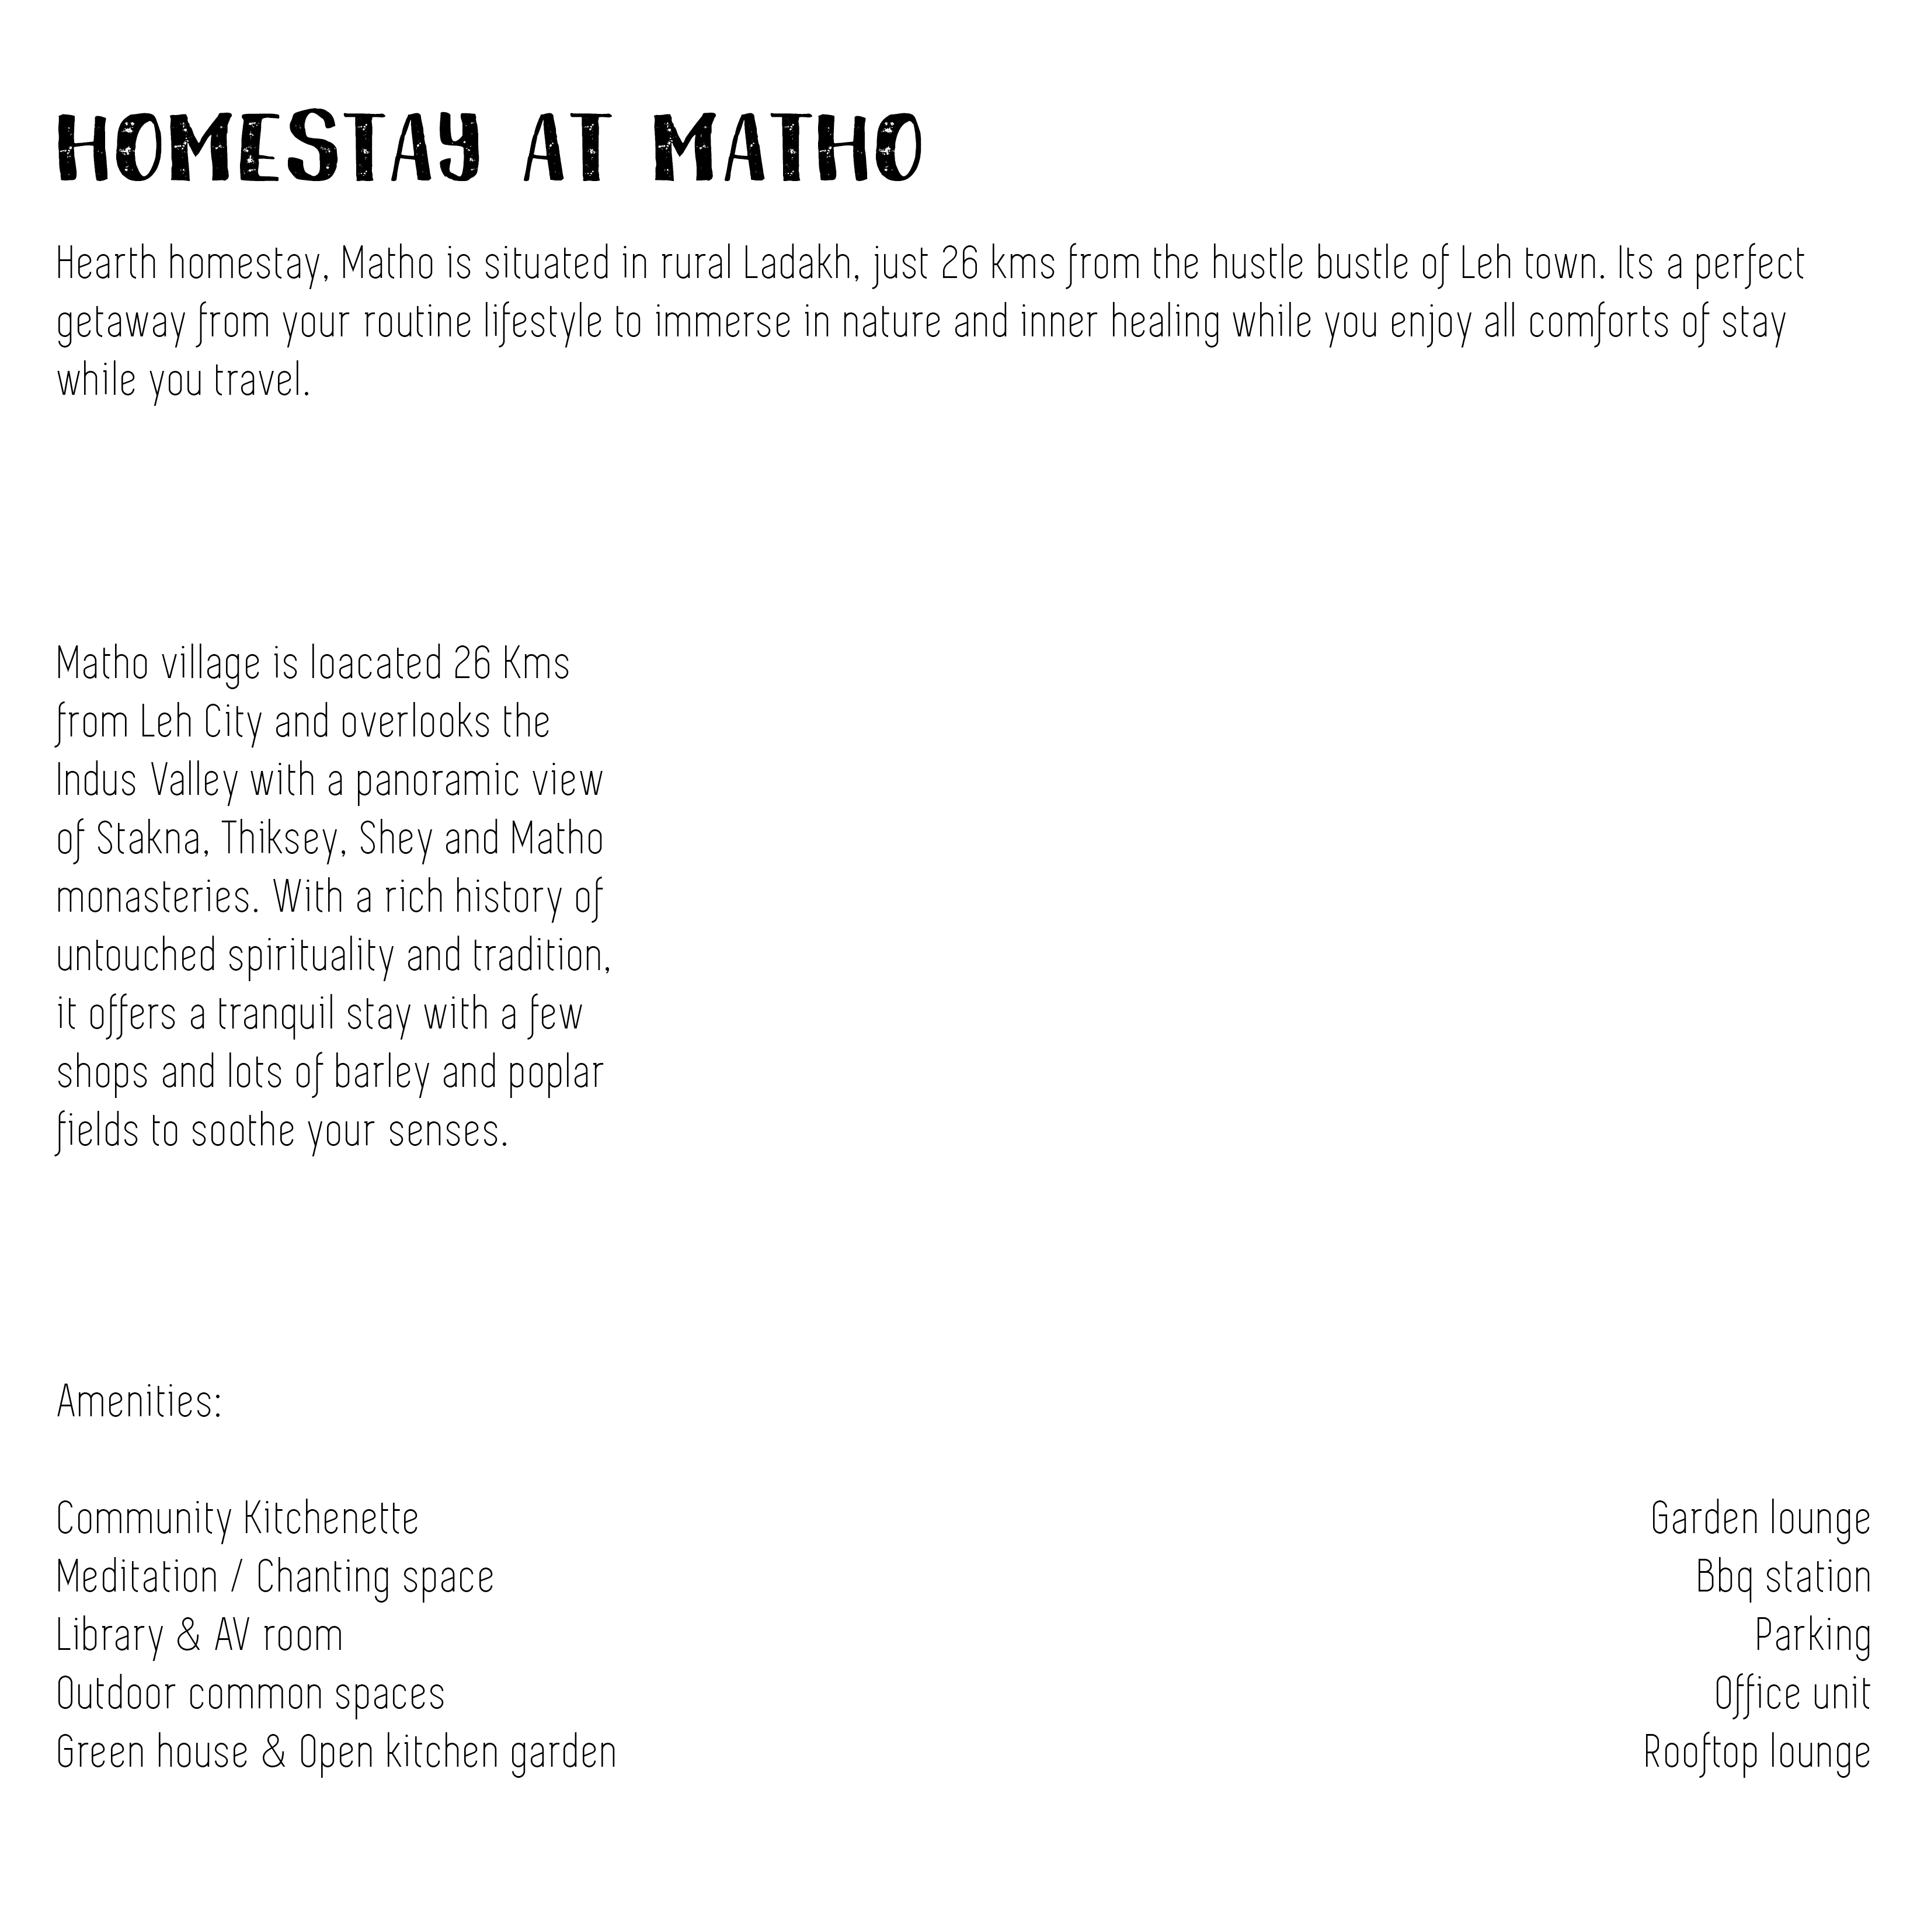 HOMESTAY AT MATHO
Hearth homestay, Matho is situated in rural Ladakh, just 26 kms from the hustle bustle of Leh town. Its a perfect
getaway from your routine lifestyle to immerse in nature and inner healing while you enjoy all comforts of stay
while you travel.
Matho village is loacated 26 Kms
from Leh City and overlooks the
Indus Valley with a panoramic view
of Stakna, Thiksey, Shey and Matho
monasteries. With a rich history of
untouched spirituality and tradition,
it offers a tranquil stay with a few
shops and lots of barley and poplar
fields to soothe your senses.
Amenities:
Community Kitchenette
Meditation / Chanting space
Library & AV room
Outdoor common spaces
Green house & Open kitchen garden
Garden lounge
Bbq station
Parking
Office unit
Rooftop lounge